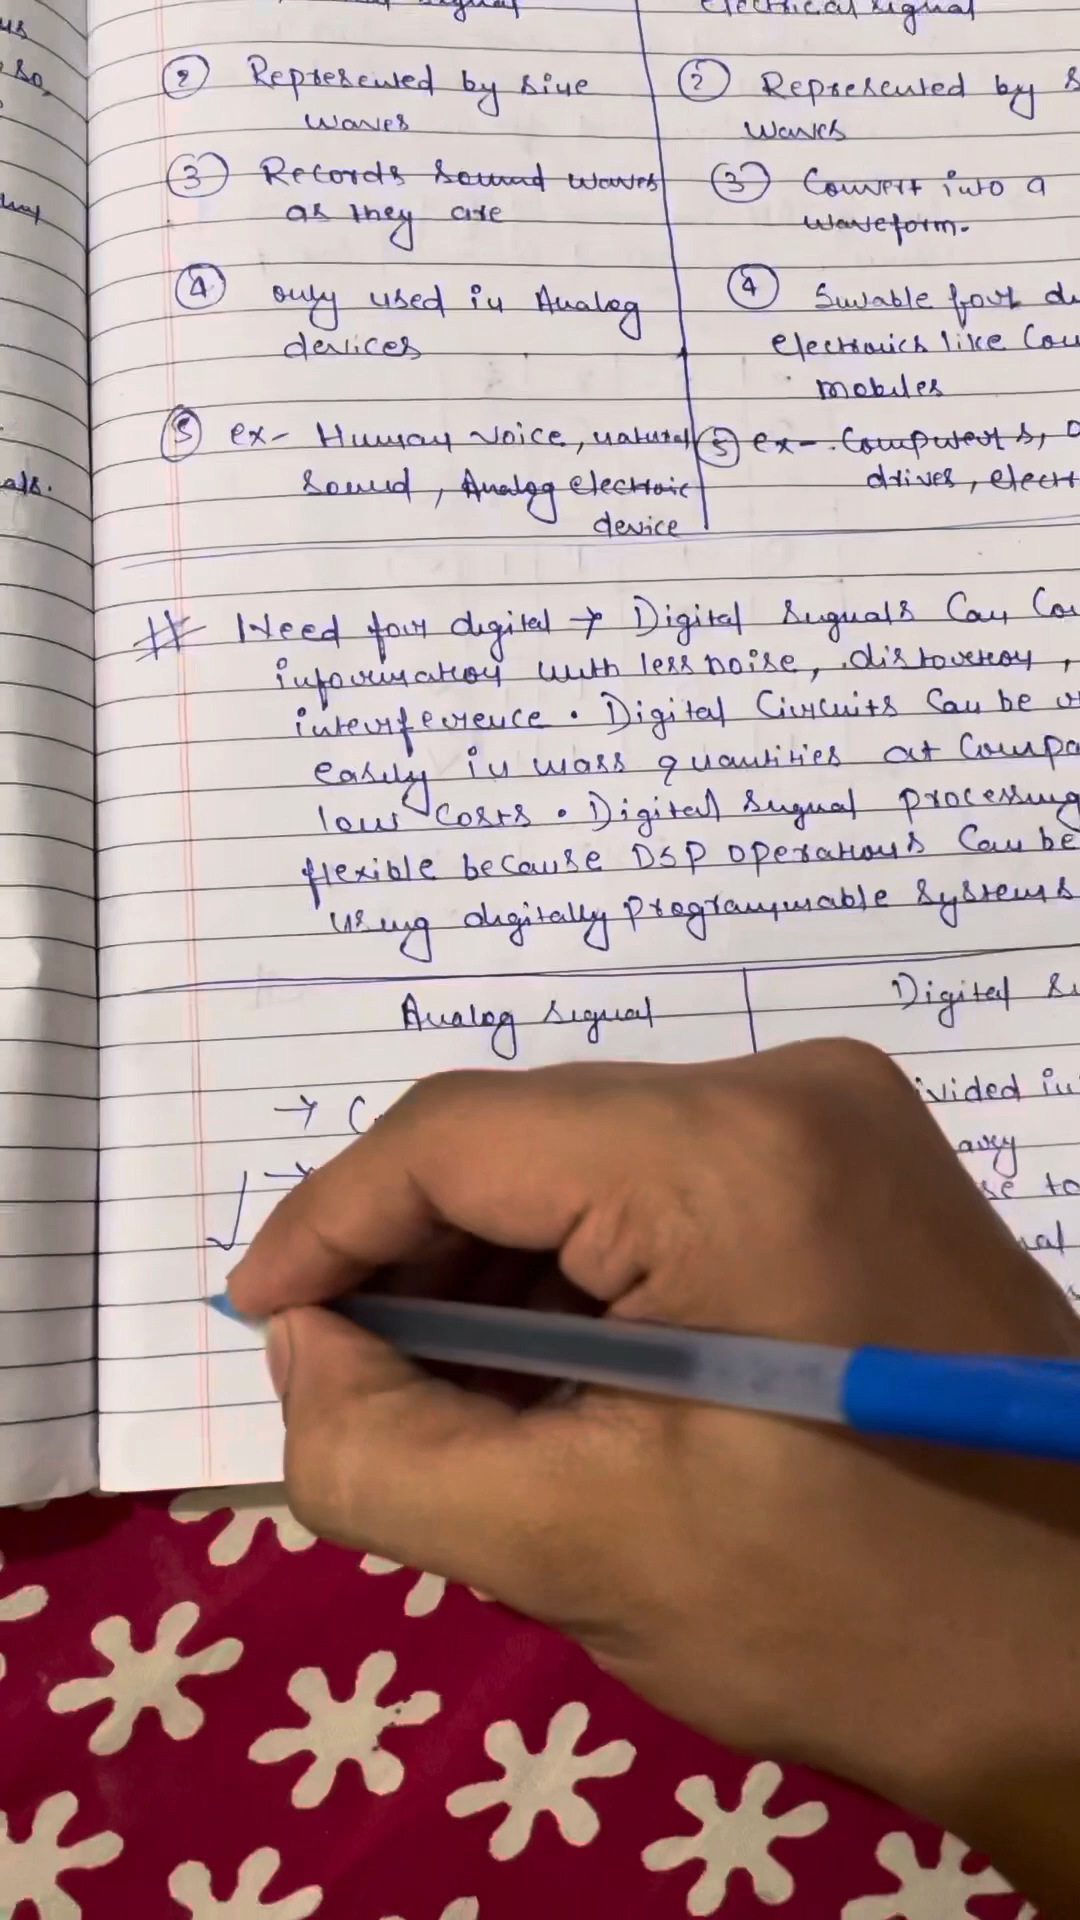 electrical signal
② Represented by sine
waves
③ Records sound waves
as they are
④ only used in Analog
devices
⑤ ex- Human voice, natural
sound, Analog electroic
device
② Represented by
waves
③ Convert into a
waveform.
④ Suvable for
electronics like
mobiles
⑤ ex- Computers,
drives,
# Need for digital → Digital Signals Can
information with less noise, distortion,
interference. Digital Circuits Can be
easily in mass quantities at
low Costs. Digital signal processing
flexible because DSP operations Can be
using digitally programmable systems
Analog signal
Digital
→
→